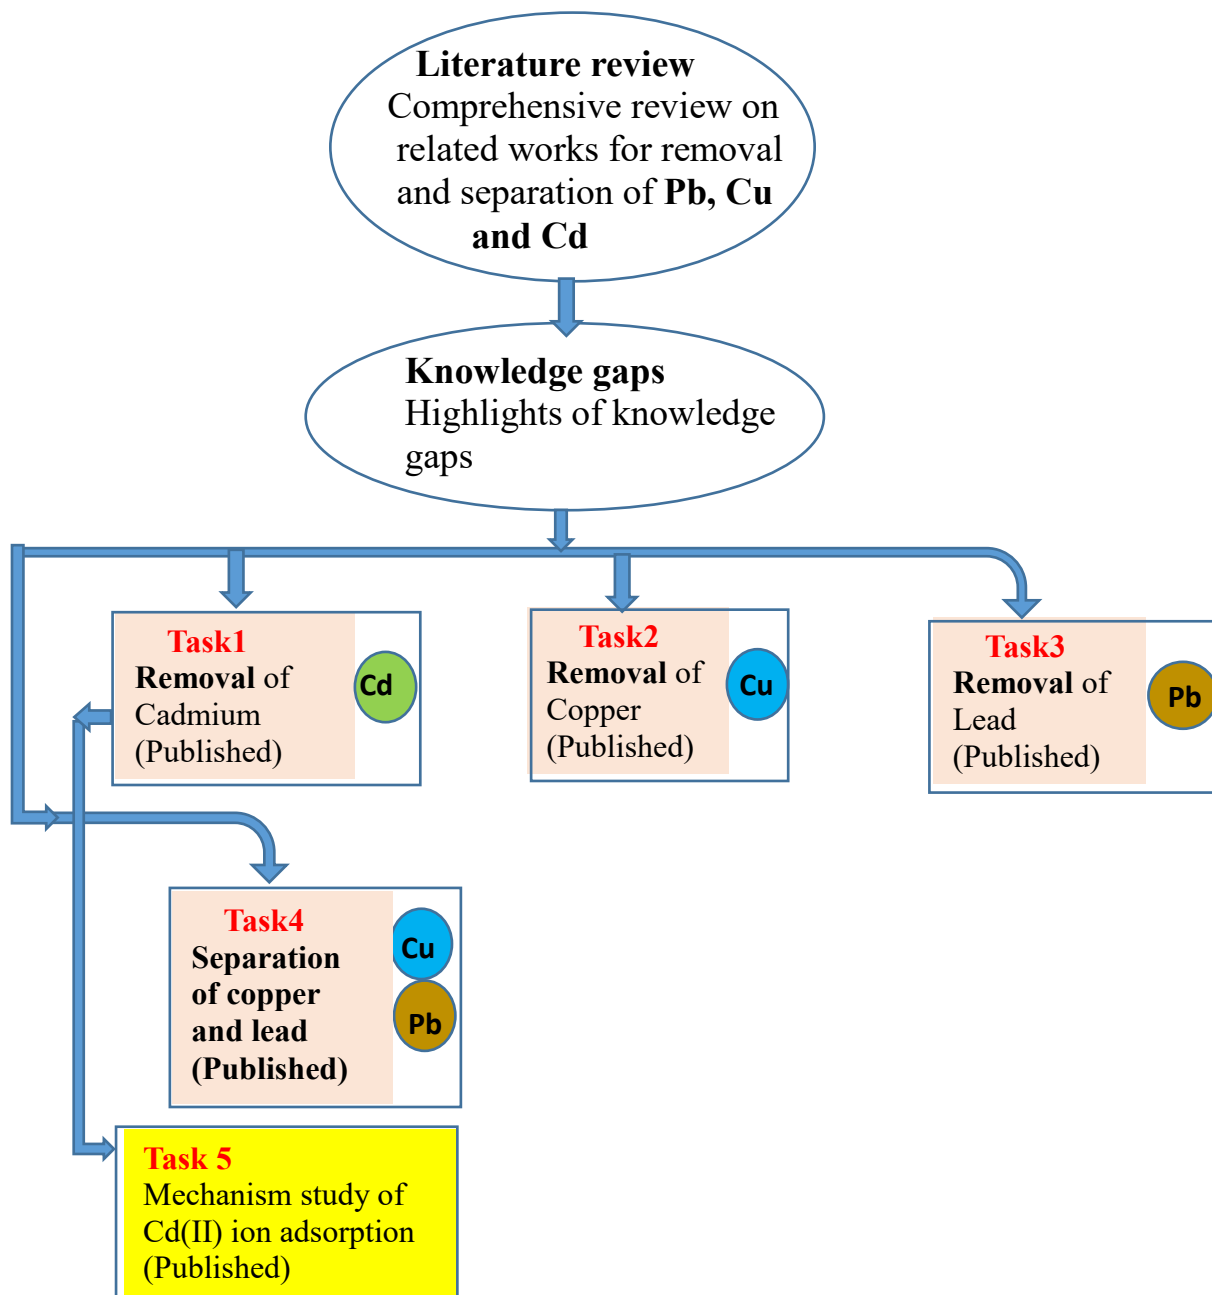 Literature review
Comprehensive review on
related works for removal
and separation of Pb, Cu
and Cd
Knowledge gaps
Highlights of knowledge
gaps
Task1
Removal of
Cadmium
(Published)
Cd
Task2
Removal of
Copper
(Published)
Cu
Task3
Removal of
Lead
(Published)
Pb
Task4
Separation
of copper
and lead
(Published)
Cu
Pb
Task 5
Mechanism study of
Cd(II) ion adsorption
(Published)